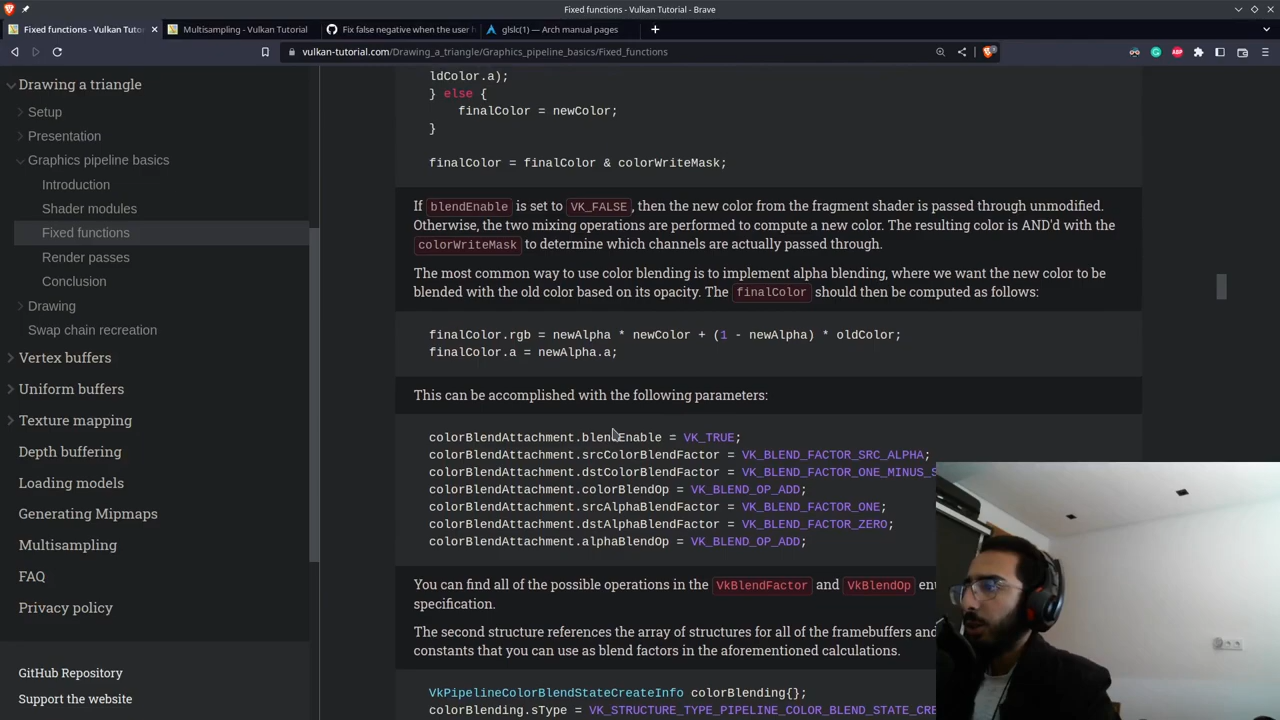 Fixed functions - Vulkan Tutorial - Brave
Fixed functions - Vulkan Tutor
Multisampling - Vulkan Tutorial
Fix false negative when the user h
glslc(1) — Arch manual pages
vulkan-tutorial.com/Drawing_a_triangle/Graphics_pipeline_basics/Fixed_functions
Drawing a triangle
Setup
Presentation
Graphics pipeline basics
Introduction
Shader modules
Fixed functions
Render passes
Conclusion
Drawing
Swap chain recreation
Vertex buffers
Uniform buffers
Texture mapping
Depth buffering
Loading models
Generating Mipmaps
Multisampling
FAQ
Privacy policy
GitHub Repository
Support the website
ldColor.a);
} else {
finalColor = newColor;
}
finalColor = finalColor & colorWriteMask;
If blendEnable is set to VK_FALSE, then the new color from the fragment shader is passed through unmodified.
Otherwise, the two mixing operations are performed to compute a new color. The resulting color is AND'd with the
colorWriteMask to determine which channels are actually passed through.
The most common way to use color blending is to implement alpha blending, where we want the new color to be
blended with the old color based on its opacity. The finalColor should then be computed as follows:
finalColor.rgb = newAlpha * newColor + (1 - newAlpha) * oldColor;
finalColor.a = newAlpha.a;
This can be accomplished with the following parameters:
colorBlendAttachment.blendEnable = VK_TRUE;
colorBlendAttachment.srcColorBlendFactor = VK_BLEND_FACTOR_SRC_ALPHA;
colorBlendAttachment.dstColorBlendFactor = VK_BLEND_FACTOR_ONE_MINUS_S
colorBlendAttachment.colorBlendOp = VK_BLEND_OP_ADD;
colorBlendAttachment.srcAlphaBlendFactor = VK_BLEND_FACTOR_ONE;
colorBlendAttachment.dstAlphaBlendFactor = VK_BLEND_FACTOR_ZERO;
colorBlendAttachment.alphaBlendOp = VK_BLEND_OP_ADD;
You can find all of the possible operations in the VkBlendFactor and VkBlendOp enu
specification.
The second structure references the array of structures for all of the framebuffers and
constants that you can use as blend factors in the aforementioned calculations.
VkPipelineColorBlendStateCreateInfo colorBlending{};
colorBlending.sType = VK_STRUCTURE_TYPE_PIPELINE_COLOR_BLEND_STATE_CRE